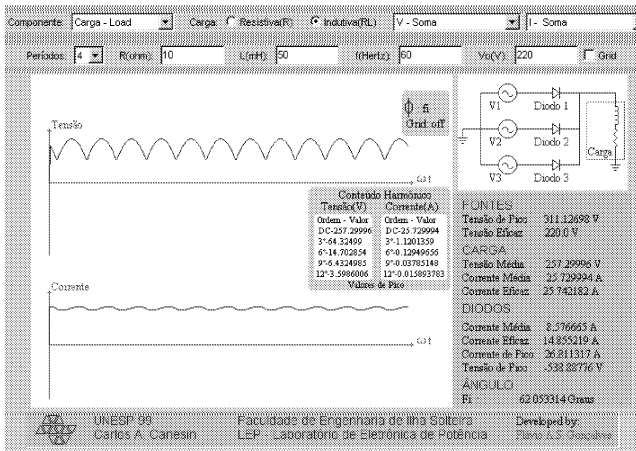 Componente: Carga - Load Carga: Resistiva(R) Indutiva(RL) V - Soma I - Soma
Períodos: 4 R(ohm): 10 L(mH): 50 f(Hertz): 60 Vo(V): 220 Grid
ϕ : fi
Grid: off
Tensão
ωt
Corrente
ωt
Conteúdo Harmônico
Tensão(V) Corrente(A)
Ordem - Valor Ordem - Valor
DC-257.29996 DC-25.729994
3°-64.32499 3°-1.1201359
6°-14.702854 6°-0.12949656
9°-6.4324985 9°-0.03785148
12°-3.5986006 12°-0.015893783
Valores de Pico
V1 Diodo 1
V2 Diodo 2
V3 Diodo 3
Carga
FONTES
Tensão de Pico 311.12698 V
Tensão Eficaz 220.0 V
CARGA
Tensão Média 257.29996 V
Corrente Média 25.729994 A
Corrente Eficaz 25.742182 A
DIODOS
Corrente Média 8.576665 A
Corrente Eficaz 14.855219 A
Corrente de Pico 26.811317 A
Tensão de Pico -538.88776 V
ÂNGULO
Fi : 62.053314 Graus
UNESP 99 Faculdade de Engenharia de Ilha Solteira Developed by:
Carlos A. Canesin LEP - Laboratório de Eletrônica de Potência Flávio A.S. Gonçalves